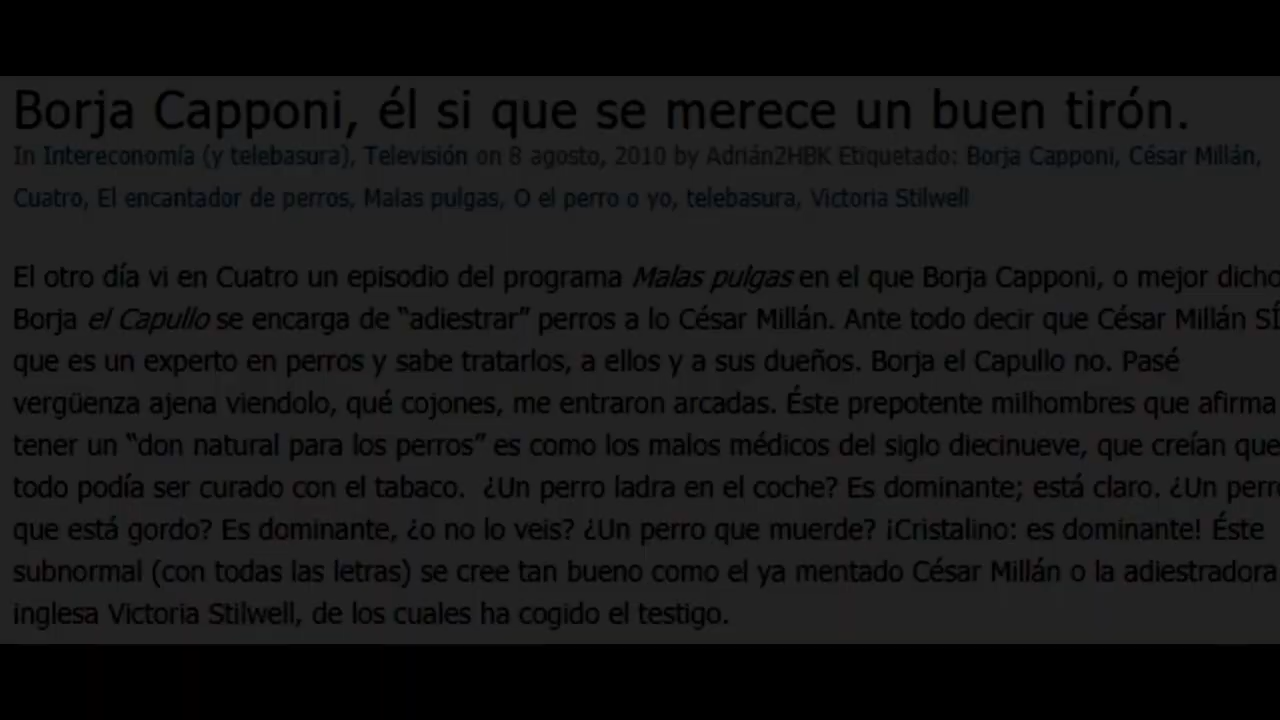 Borja Capponi, él si que se merece un buen tirón.
In Intereconomía (y telebasura), Televisión on 8 agosto, 2010 by Adrián2HBK Etiquetado: Borja Capponi, César Millán,
Cuatro, El encantador de perros, Malas pulgas, O el perro o yo, telebasura, Victoria Stilwell
El otro día vi en Cuatro un episodio del programa Malas pulgas en el que Borja Capponi, o mejor dicho
Borja el Capullo se encarga de “adiestrar” perros a lo César Millán. Ante todo decir que César Millán SÍ
que es un experto en perros y sabe tratarlos, a ellos y a sus dueños. Borja el Capullo no. Pasé
vergüenza ajena viendolo, qué cojones, me entraron arcadas. Éste prepotente milhombres que afirma
tener un “don natural para los perros” es como los malos médicos del siglo diecinueve, que creían que
todo podía ser curado con el tabaco.  ¿Un perro ladra en el coche? Es dominante; está claro. ¿Un perr
que está gordo? Es dominante, ¿o no lo veis? ¿Un perro que muerde? ¡Cristalino: es dominante! Éste
subnormal (con todas las letras) se cree tan bueno como el ya mentado César Millán o la adiestradora
inglesa Victoria Stilwell, de los cuales ha cogido el testigo.